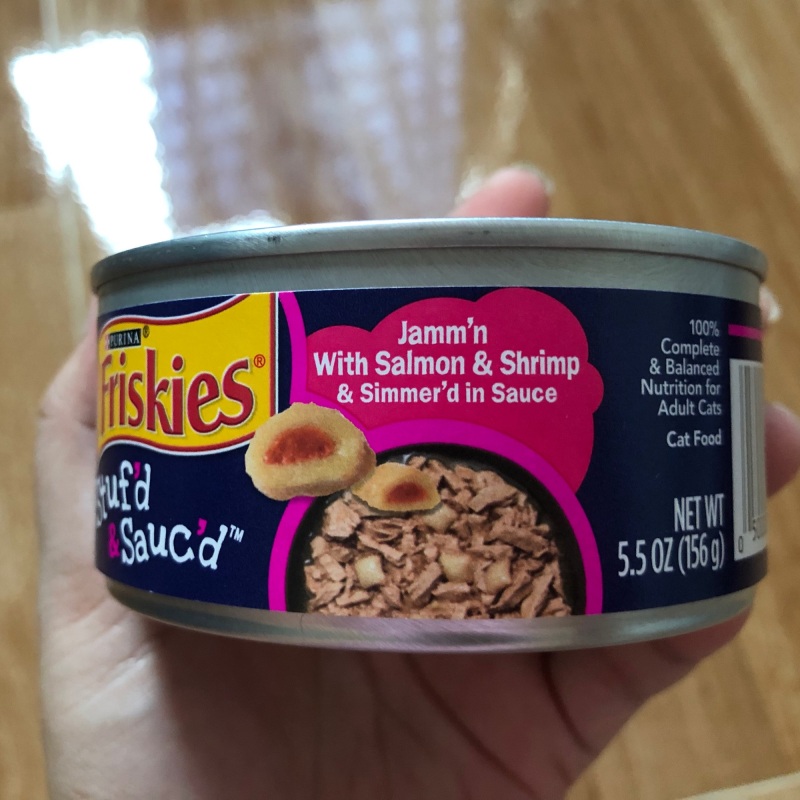 PURINA®
Friskies®
Stuf'd
& Sauc'd™
Jamm'n
With Salmon & Shrimp
& Simmer'd in Sauce
100%
Complete
& Balanced
Nutrition for
Adult Cats
Cat Food
NET WT
5.5 OZ (156 g)